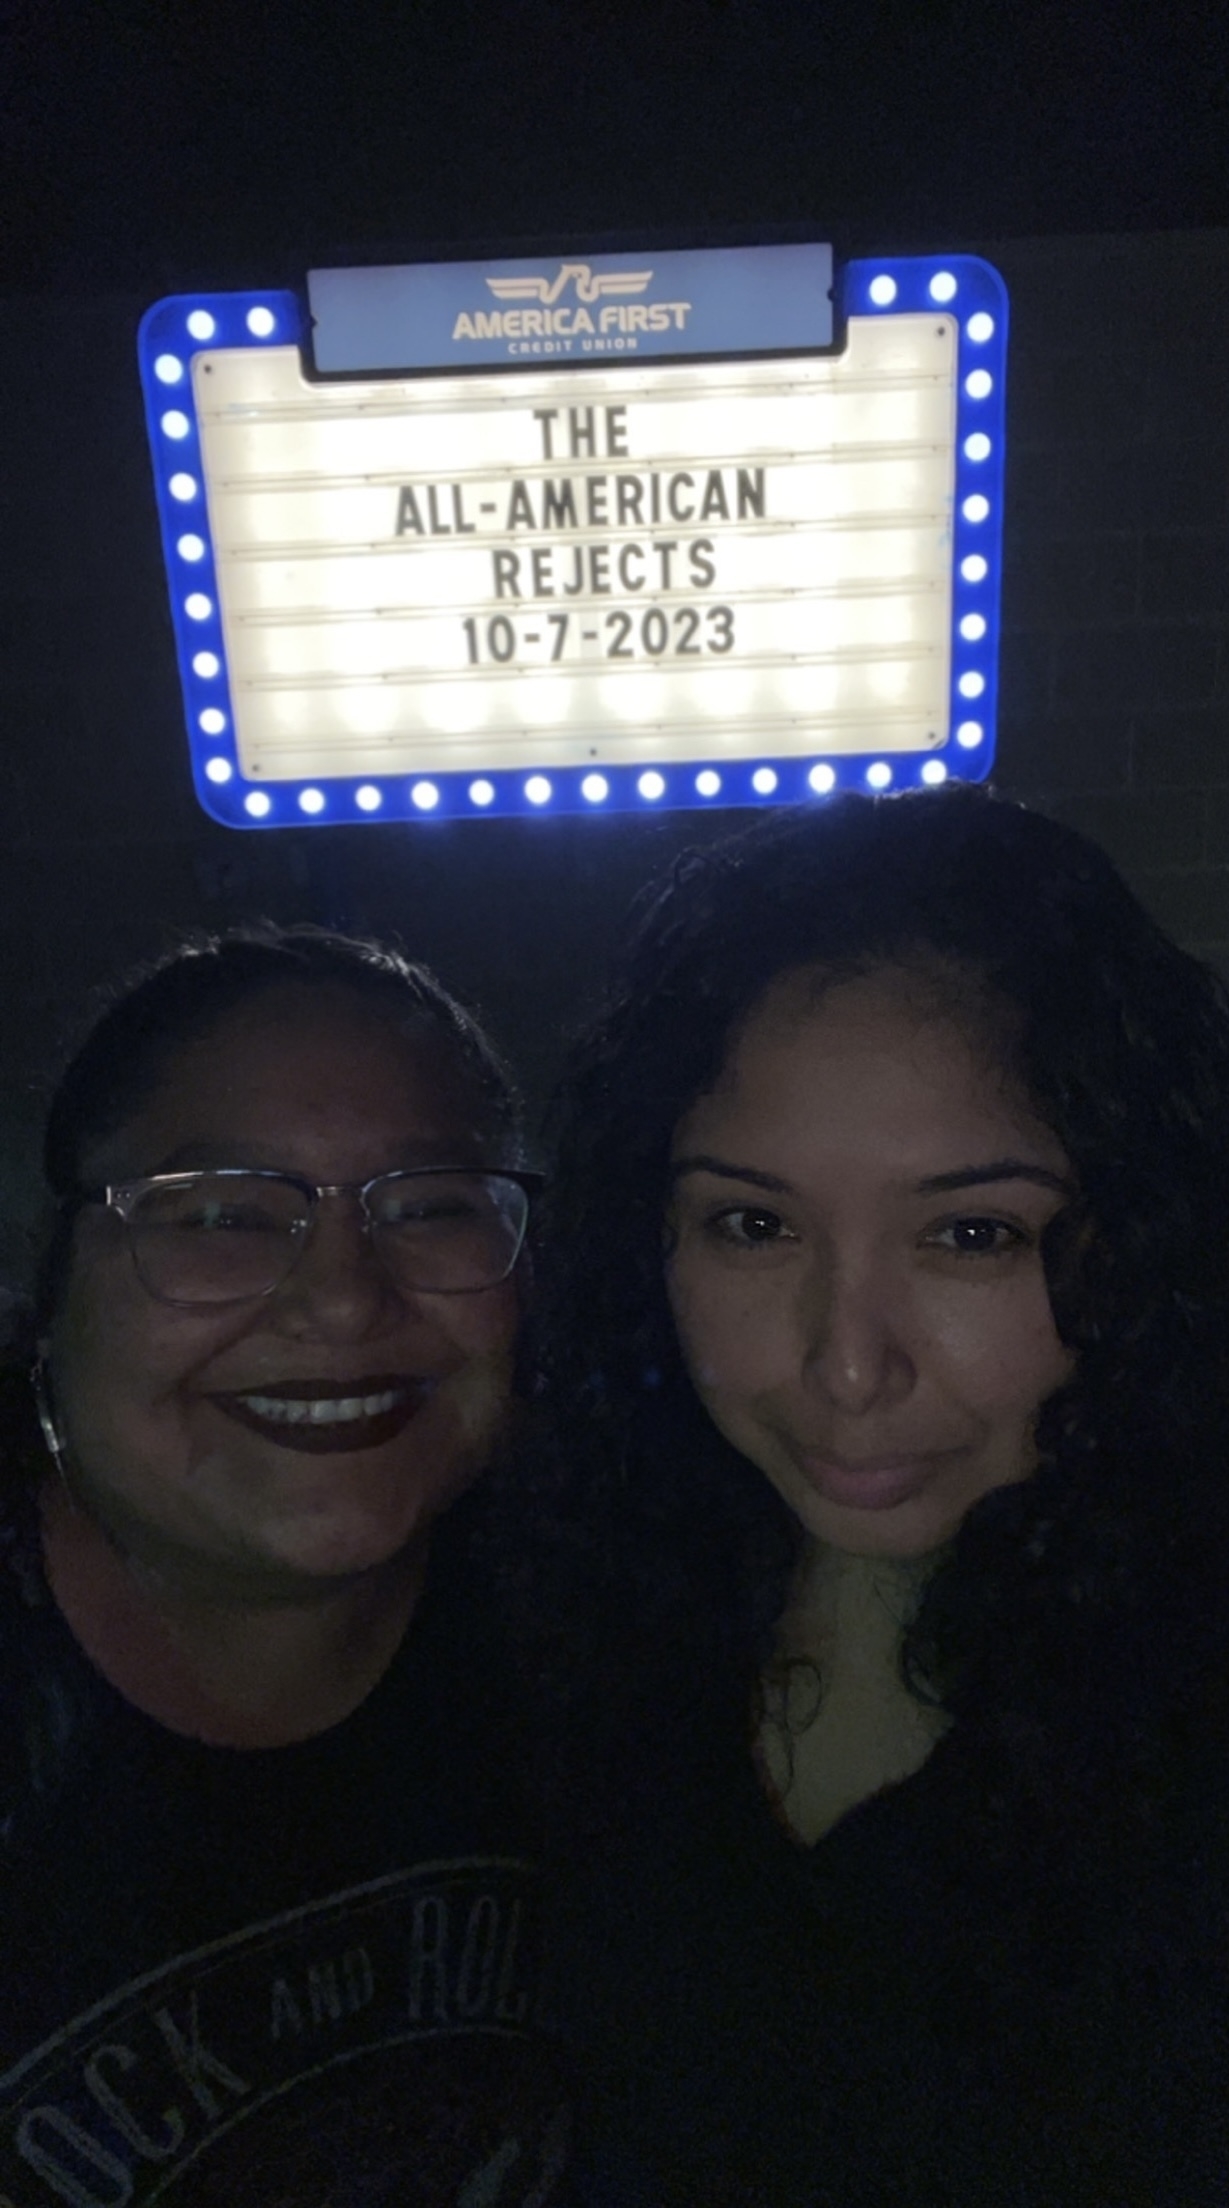 AMERICA FIRST
CREDIT UNION
THE
ALL-AMERICAN
REJECTS
10-7-2023
OCK AND ROL